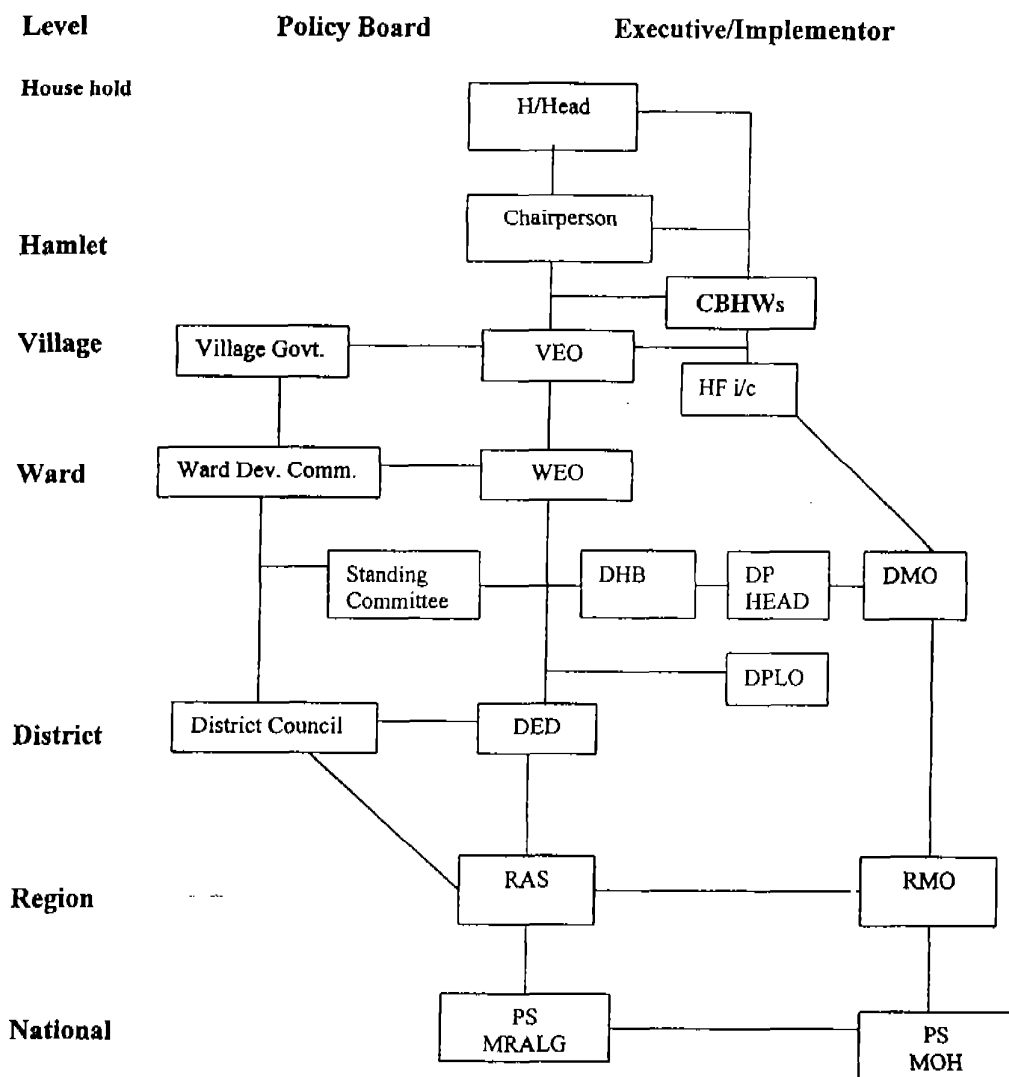 Level Policy Board Executive/Implementor
House hold
H/Head
Chairperson
Hamlet
CBHWs
Village
Village Govt.
VEO
HF i/c
Ward
Ward Dev. Comm.
WEO
Standing
Committee
DHB
DP
HEAD
DMO
DPLO
District
District Council
DED
Region
RAS
RMO
National
PS
MRALG
PS
MOH